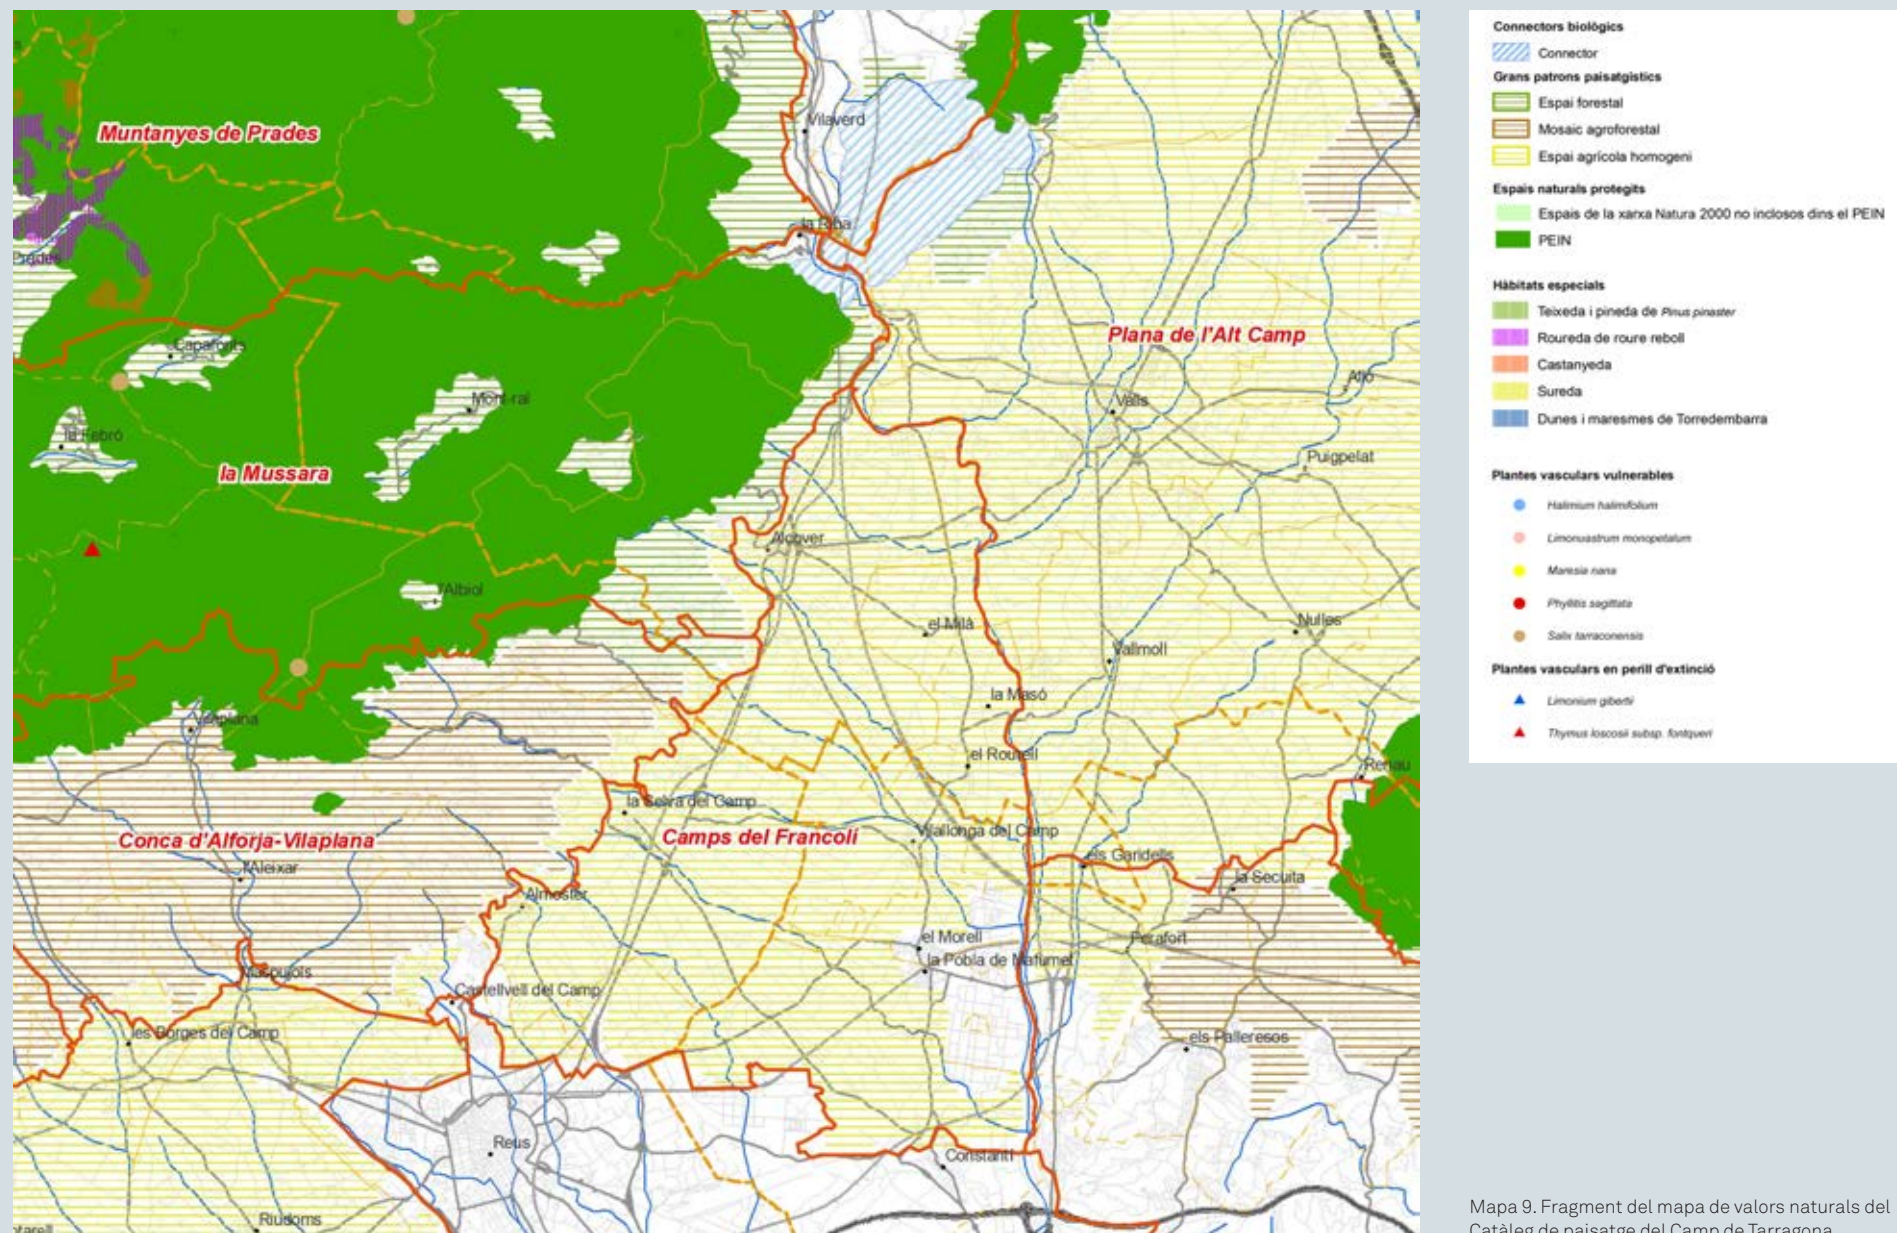 Muntanyes de Prades
Vilaverd
la Riba
Prades
Capafonts
Plana de l'Alt Camp
Alió
Mont-ral
Valls
la Febró
Puigpelat
la Mussara
Alcover
l'Albiol
el Milà
Nulles
Vallmoll
la Masó
Vilaplana
el Rourell
Renau
la Selva del Camp
Conca d'Alforja-Vilaplana
Camps del Francolí
Vilallonga del Camp
els Garidells
l'Aleixar
la Secuita
Almoster
el Morell
Perafort
la Pobla de Mafumet
Maspujols
Castellvell del Camp
les Borges del Camp
els Pallaresos
Reus
Constantí
Riudoms
Connectors biològics
Connector
Grans patrons paisatgístics
Espai forestal
Mosaic agroforestal
Espai agrícola homogeni
Espais naturals protegits
Espais de la xarxa Natura 2000 no inclosos dins el PEIN
PEIN
Hàbitats especials
Teixeda i pineda de Pinus pinaster
Roureda de roure reboll
Castanyeda
Sureda
Dunes i maresmes de Torredembarra
Plantes vasculars vulnerables
Halimium halimifolium
Limoniastrum monopetalum
Maresia nana
Phyllitis sagittata
Salix tarraconensis
Plantes vasculars en perill d'extinció
Limonium gibertii
Thymus loscosii subsp. fontqueri
Mapa 9. Fragment del mapa de valors naturals del
Catàleg de paisatge del Camp de Tarragona